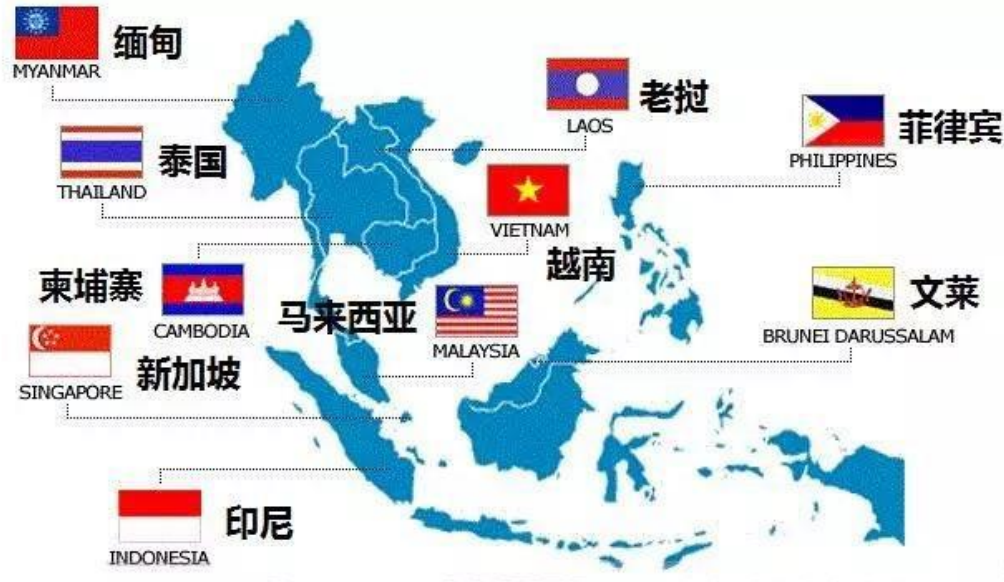 缅甸
MYANMAR
老挝
LAOS
菲律宾
PHILIPPINES
泰国
THAILAND
VIETNAM
越南
柬埔寨
CAMBODIA
马来西亚
MALAYSIA
文莱
BRUNEI DARUSSALAM
新加坡
SINGAPORE
印尼
INDONESIA